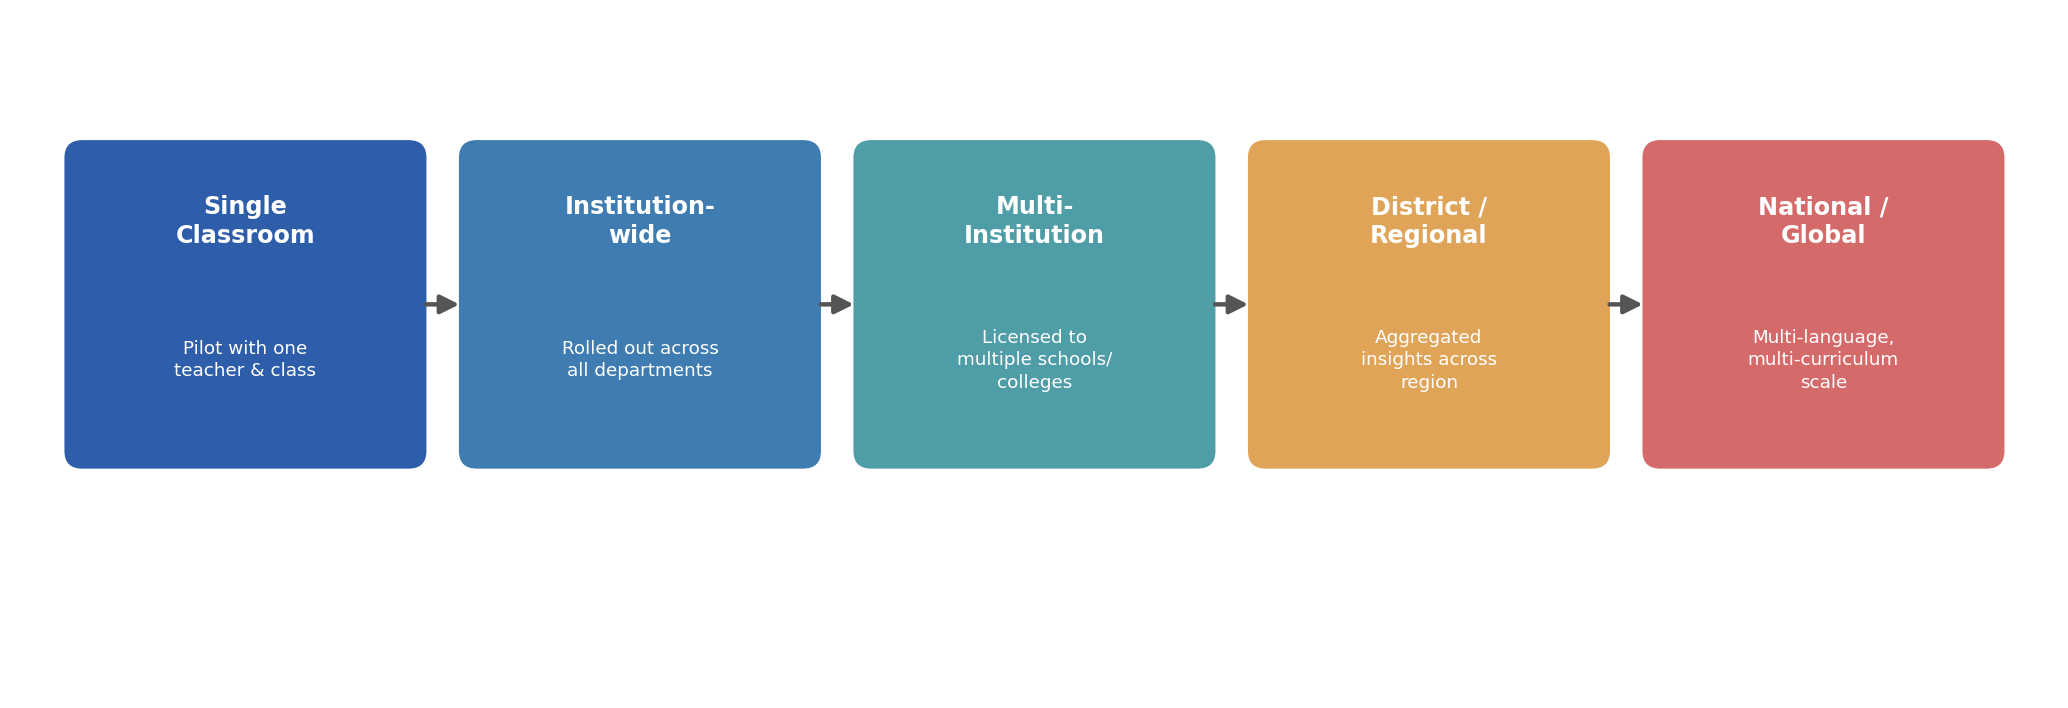 Single
Classroom
Pilot with one
teacher & class
Institution-
wide
Rolled out across
all departments
Multi-
Institution
Licensed to
multiple schools/
colleges
District /
Regional
Aggregated
insights across
region
National /
Global
Multi-language,
multi-curriculum
scale